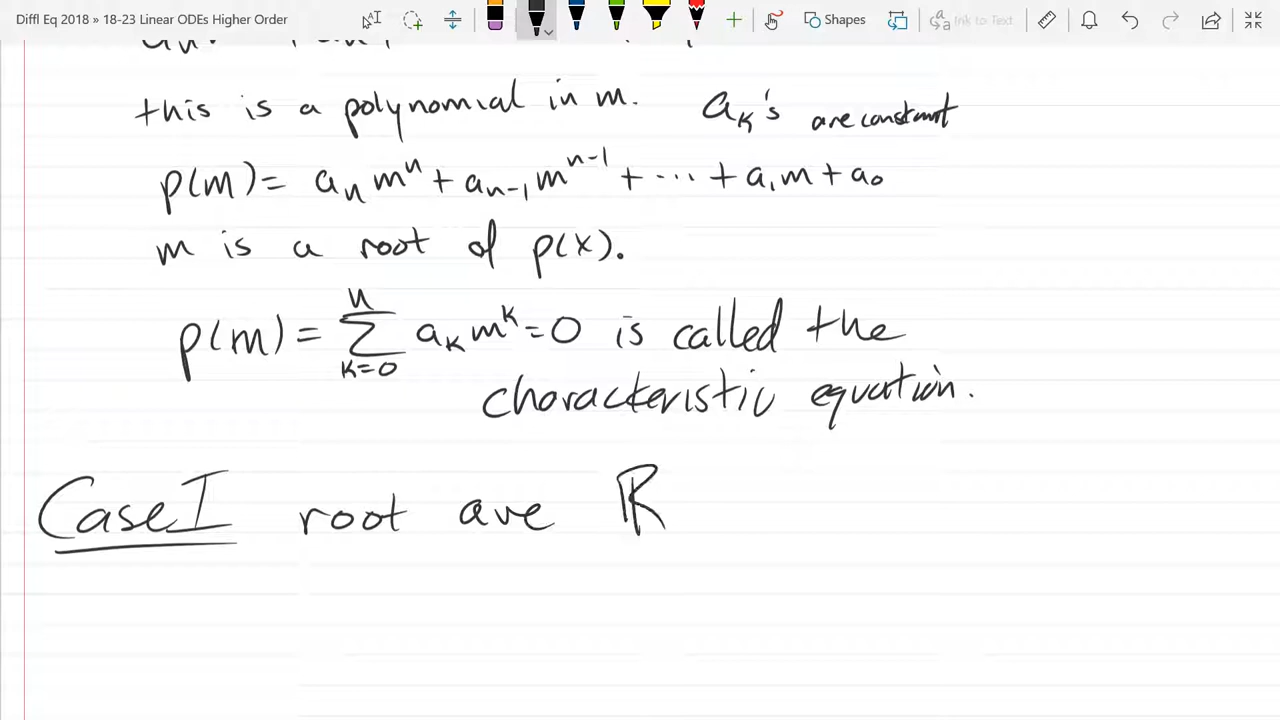 Diffl Eq 2018 » 18-23 Linear ODEs Higher Order
Shapes
Ink to Text
this is a polynomial in m. aₖ's are constant
p(m) = aₙmⁿ + aₙ₋₁mⁿ⁻¹ + ⋯ + a₁m + a₀
m is a root of p(x).
n
p(m) = ∑ aₖmᵏ = 0 is called the
k=0
characteristic equation.
Case I root are ℝ